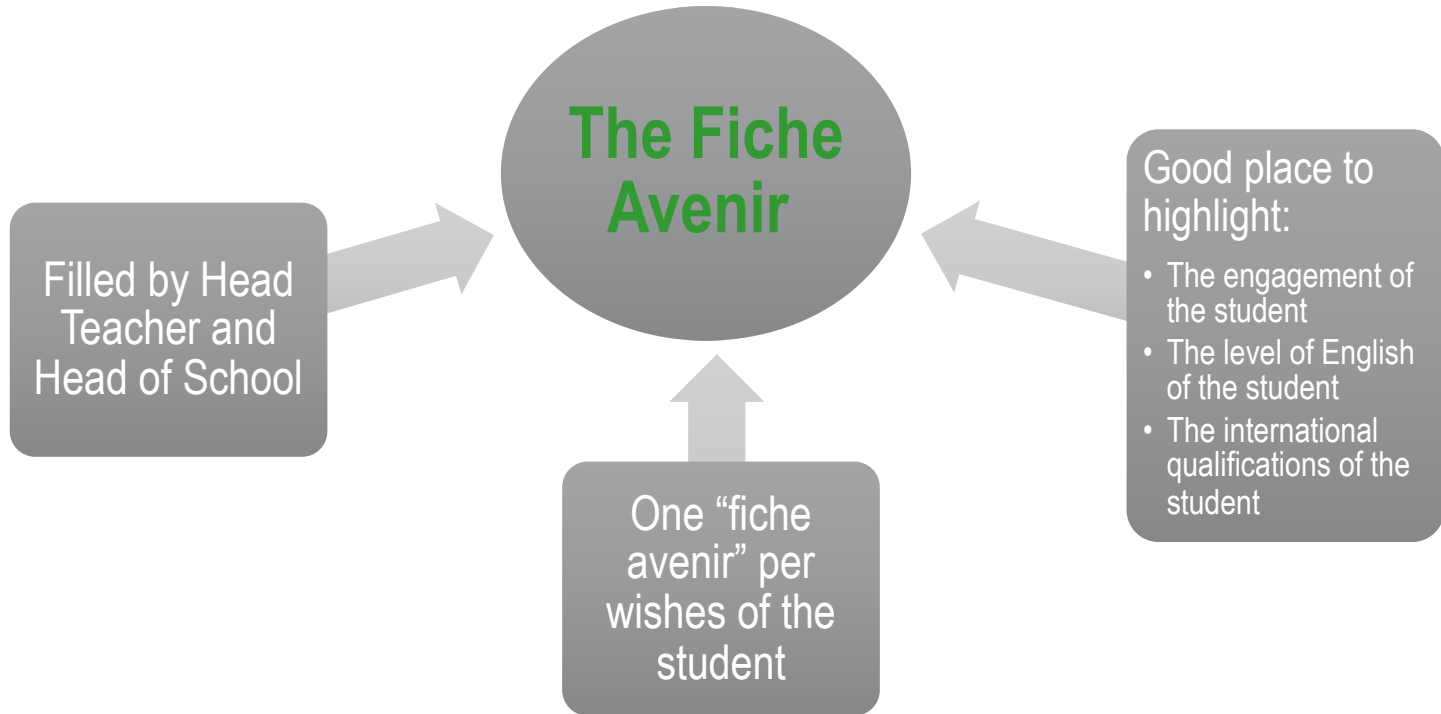 The Fiche
Avenir
Filled by Head
Teacher and
Head of School
One “fiche
avenir” per
wishes of the
student
Good place to
highlight:
• The engagement of
the student
• The level of English
of the student
• The international
qualifications of the
student